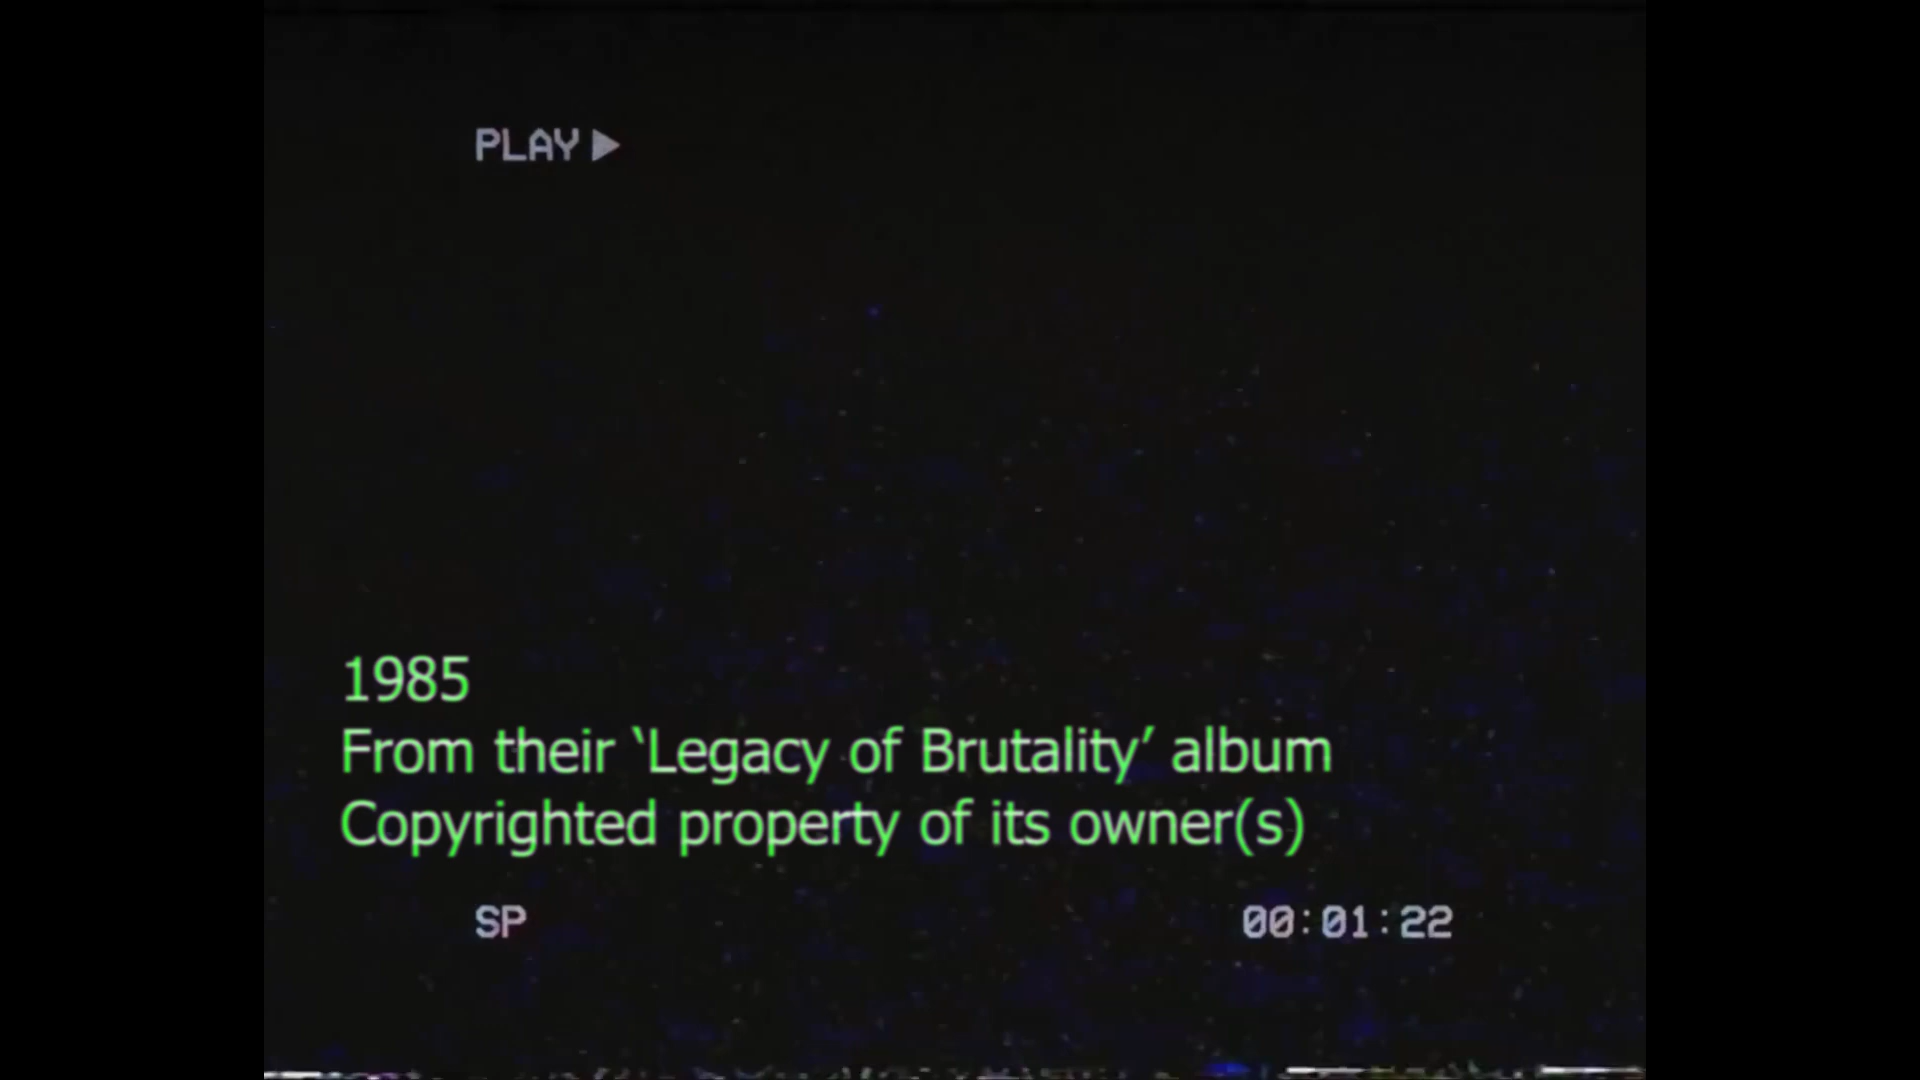 PLAY
1985
From their ‘Legacy of Brutality’ album
Copyrighted property of its owner(s)
SP
00:01:22